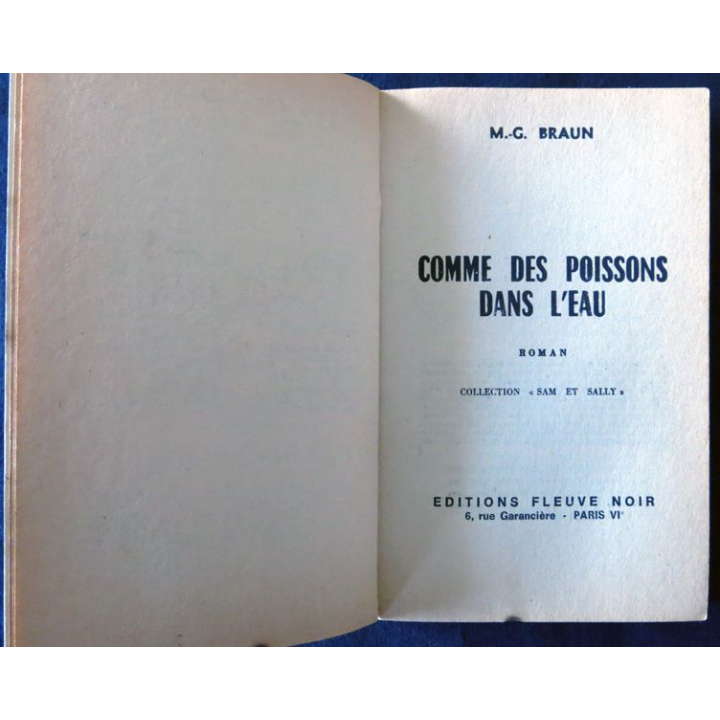 M.-G. BRAUN
COMME DES POISSONS
DANS L'EAU
ROMAN
COLLECTION « SAM ET SALLY »
EDITIONS FLEUVE NOIR
6, rue Garancière - PARIS VIᵉ